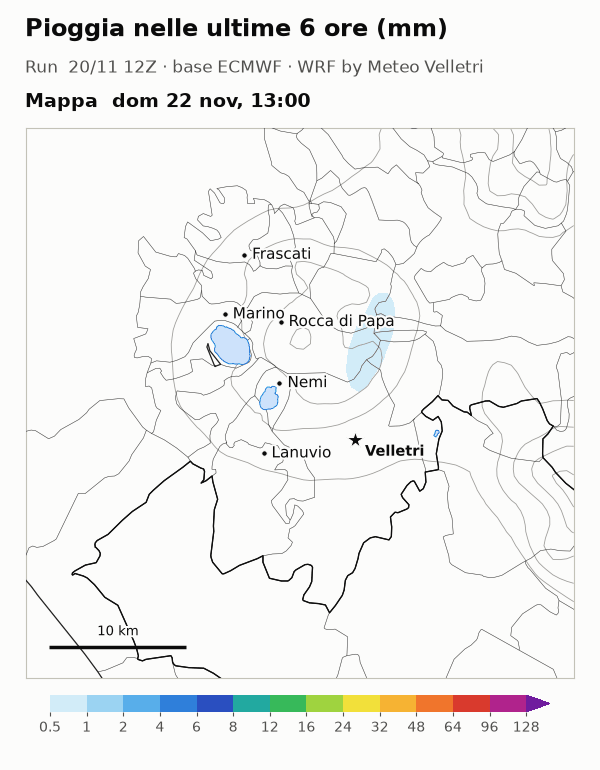 Pioggia nelle ultime 6 ore (mm)
Run 20/11 12Z · base ECMWF · WRF by Meteo Velletri
Mappa dom 22 nov, 13:00
Frascati
Marino
Rocca di Papa
Nemi
Velletri
Lanuvio
10 km
0.5 1 2 4 6 8 12 16 24 32 48 64 96 128